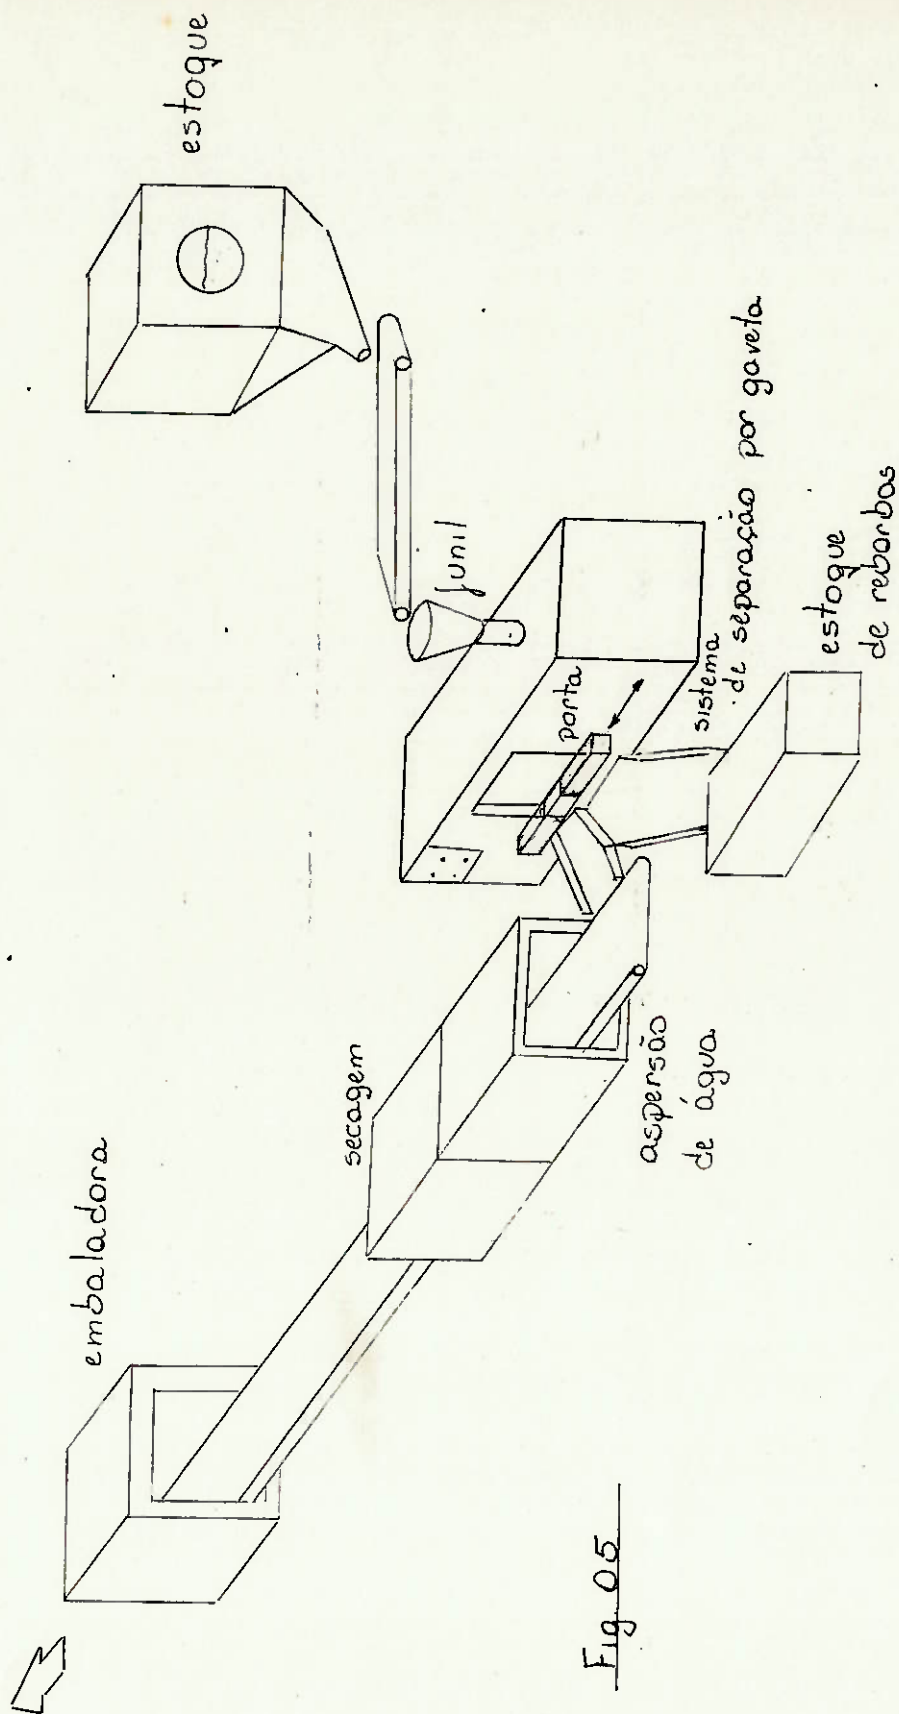 estoque
funil
porta
sistema
de separação por gaveta
estoque
de rebarbas
secagem
aspersão
de água
embaladora
Fig 05